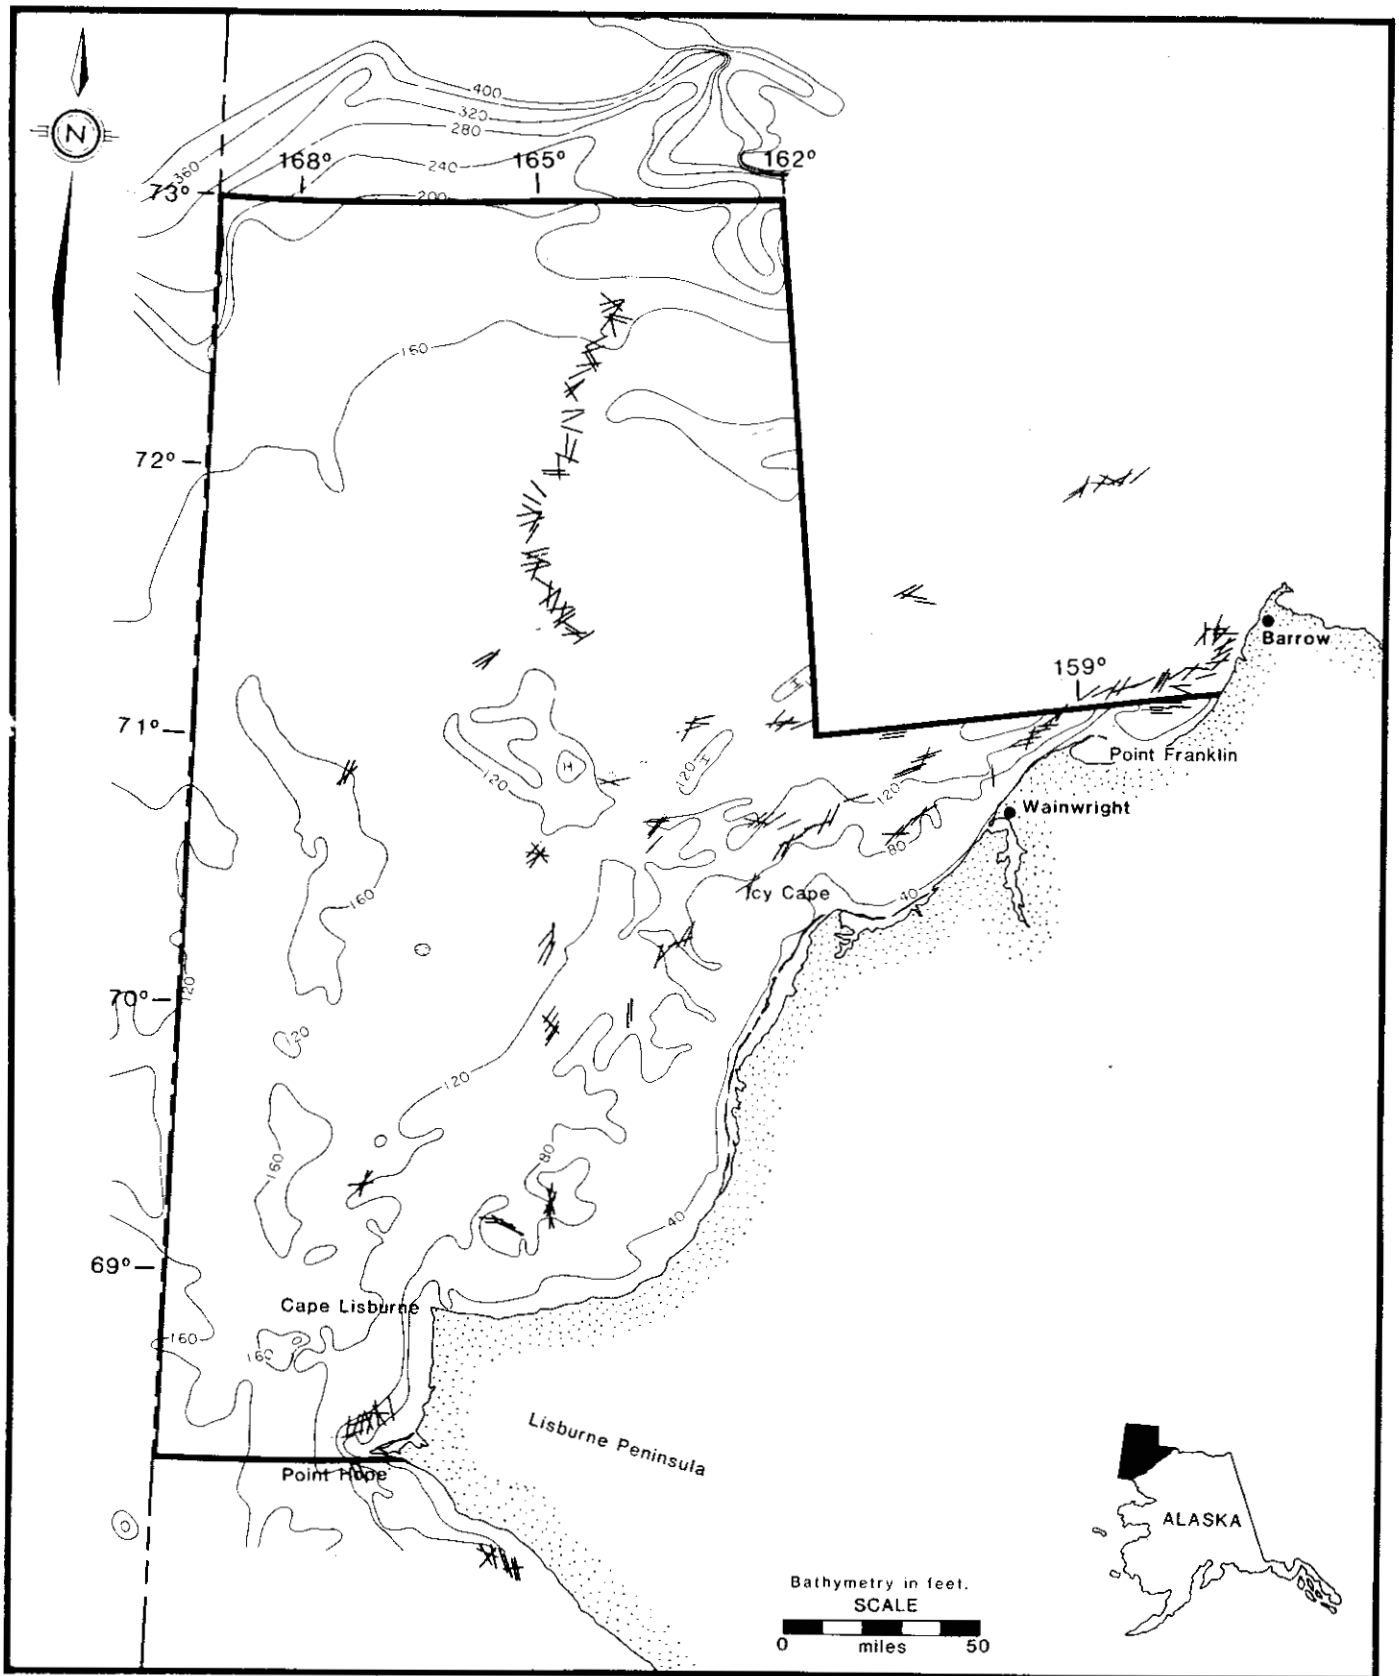 N
400
320
280
360
168°
240
165°
162°
73°
200
160
72°
Barrow
159°
H
71°
Point Franklin
H
120
H
120
120
Wainwright
80
Icy Cape
40
160
70°
120
120
120
80
160
40
69°
Cape Lisburne
160
160
Lisburne Peninsula
Point Hope
ALASKA
Bathymetry in feet.
SCALE
0 miles 50